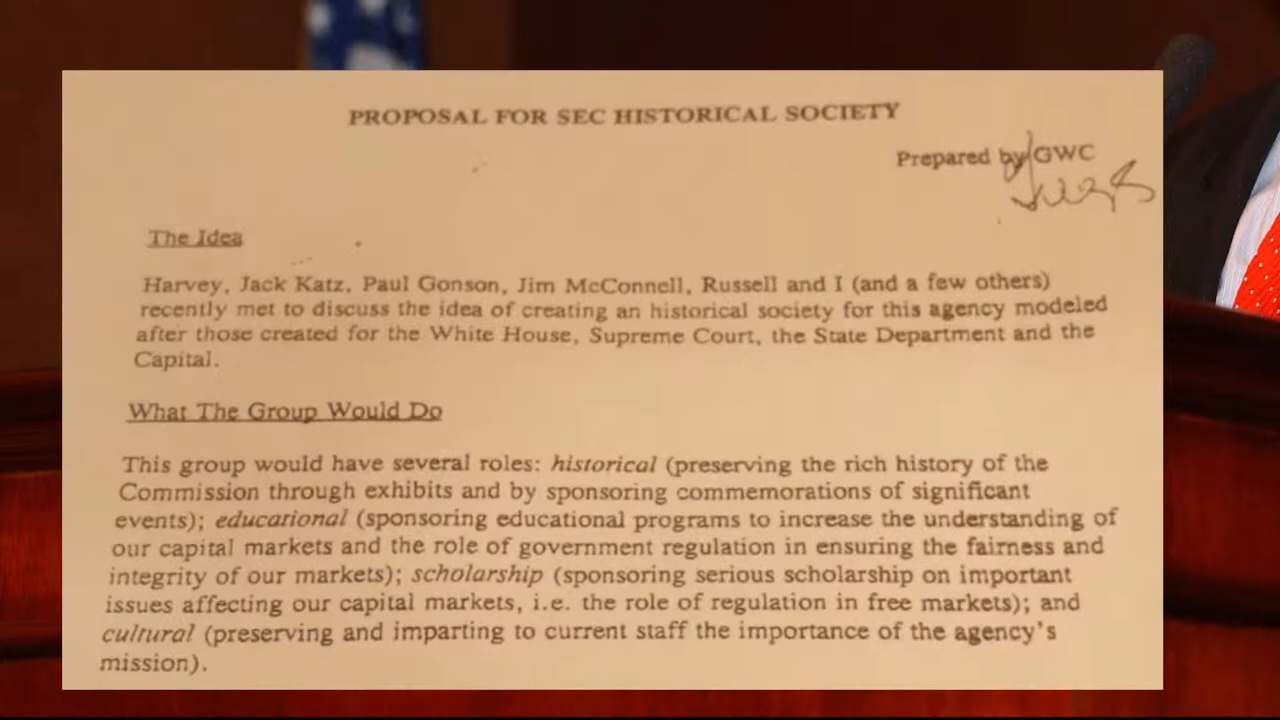 PROPOSAL FOR SEC HISTORICAL SOCIETY
Prepared by/GWC
The Idea
Harvey, Jack Katz, Paul Gonson, Jim McConnell, Russell and I (and a few others)
recently met to discuss the idea of creating an historical society for this agency modeled
after those created for the White House, Supreme Court, the State Department and the
Capital.
What The Group Would Do
This group would have several roles: historical (preserving the rich history of the
Commission through exhibits and by sponsoring commemorations of significant
events); educational (sponsoring educational programs to increase the understanding of
our capital markets and the role of government regulation in ensuring the fairness and
integrity of our markets); scholarship (sponsoring serious scholarship on important
issues affecting our capital markets, i.e. the role of regulation in free markets); and
cultural (preserving and imparting to current staff the importance of the agency's
mission).